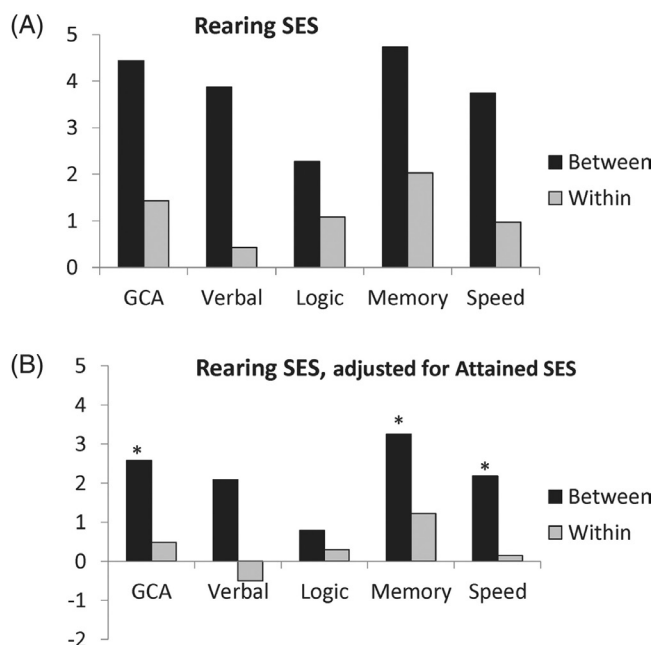 (A)
Rearing SES
5
4
3
2
1
0
GCA Verbal Logic Memory Speed
Between
Within
(B)
Rearing SES, adjusted for Attained SES
5
4
3
2
1
0
-1
-2
* * *
GCA Verbal Logic Memory Speed
Between
Within